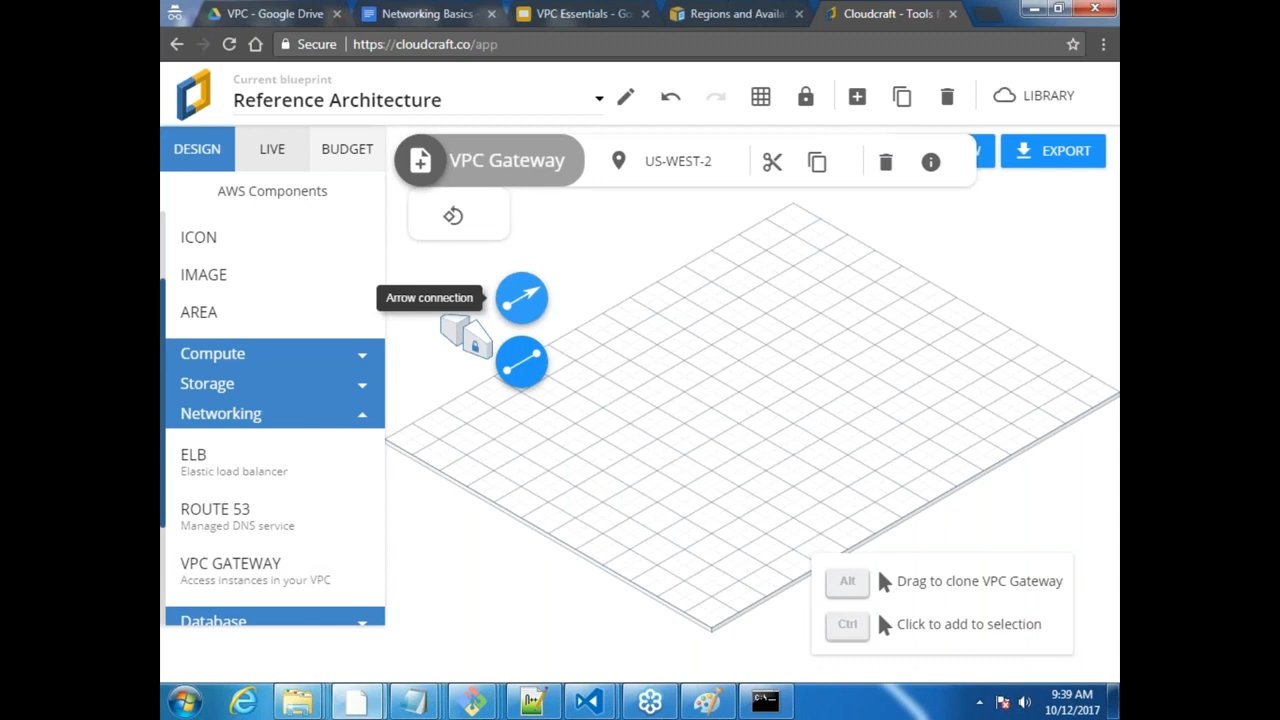 VPC - Google Drive
Networking Basics
VPC Essentials - Go
Regions and Availa
Cloudcraft - Tools f
Secure
https://cloudcraft.co/app
Current blueprint
Reference Architecture
LIBRARY
DESIGN
LIVE
BUDGET
VPC Gateway
US-WEST-2
EXPORT
AWS Components
ICON
IMAGE
AREA
Arrow connection
Compute
Storage
Networking
ELB
Elastic load balancer
ROUTE 53
Managed DNS service
VPC GATEWAY
Access instances in your VPC
Database
Alt
Drag to clone VPC Gateway
Ctrl
Click to add to selection
9:39 AM
10/12/2017